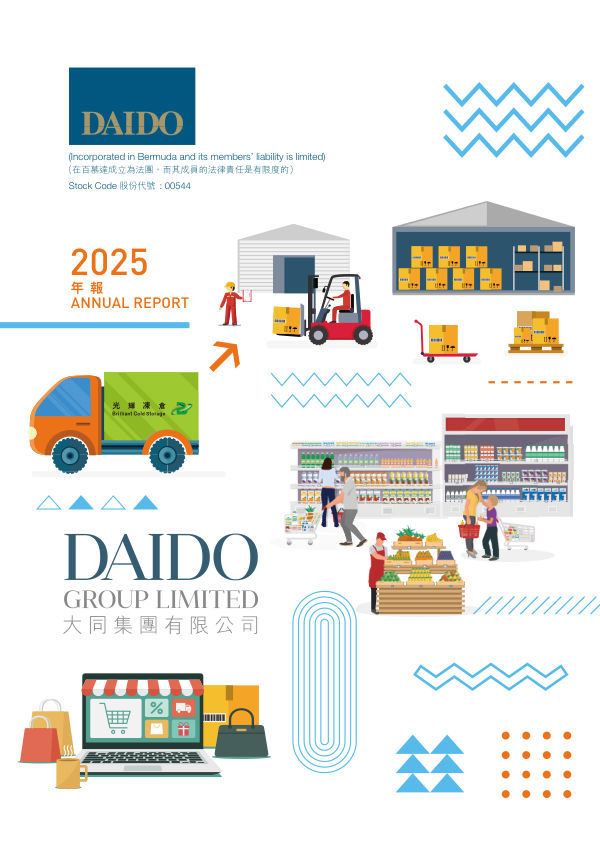 DAIDO
(Incorporated in Bermuda and its members' liability is limited)
(在百慕達成立為法團，而其成員的法律責任是有限度的)
Stock Code 股份代號 : 00544
2025
年報
ANNUAL REPORT
光輝凍倉
Brilliant Cold Storage
DAIDO
GROUP LIMITED
大同集團有限公司